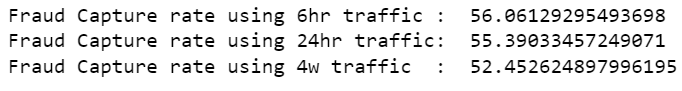 Fraud Capture rate using 6hr traffic :  56.06129295493698
Fraud Capture rate using 24hr traffic:  55.39033457249071
Fraud Capture rate using 4w traffic  :  52.452624897996195